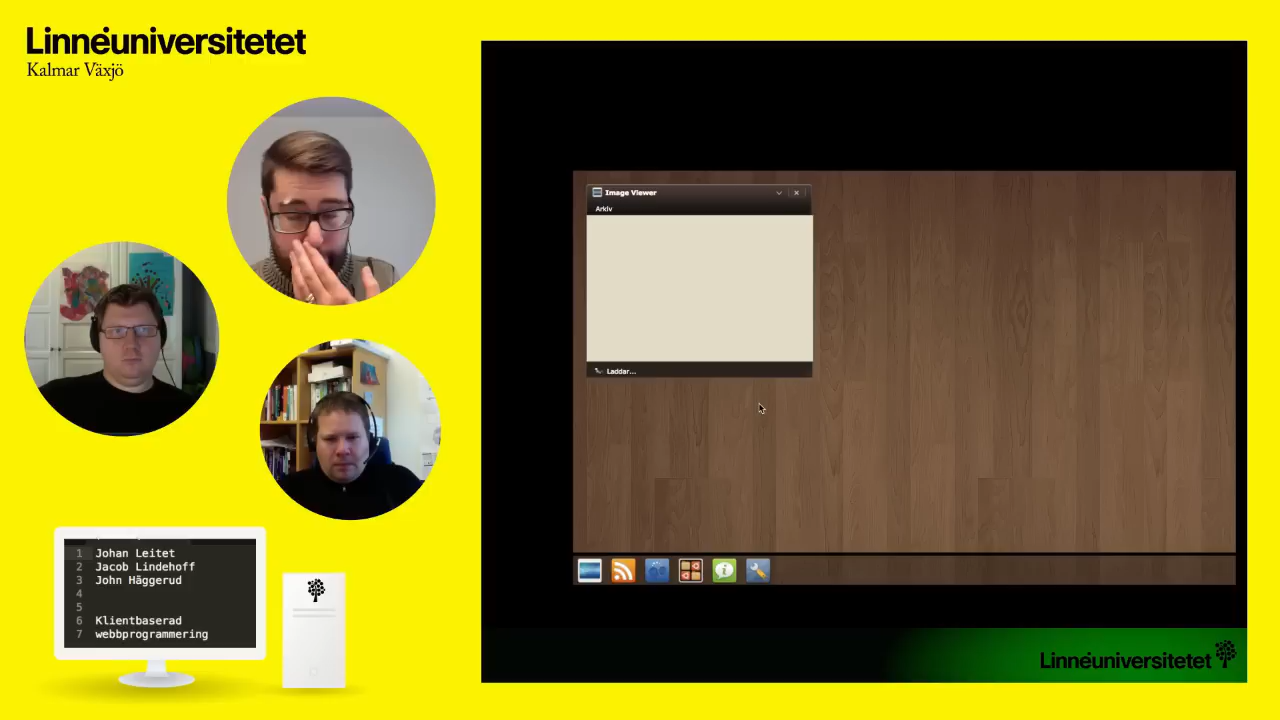 Linnéuniversitetet
Kalmar Växjö
Image Viewer
Arkiv
Laddar...
1 Johan Leitet
2 Jacob Lindehoff
3 John Häggerud
4
5
6 Klientbaserad
7 webbprogrammering
Linnéuniversitetet